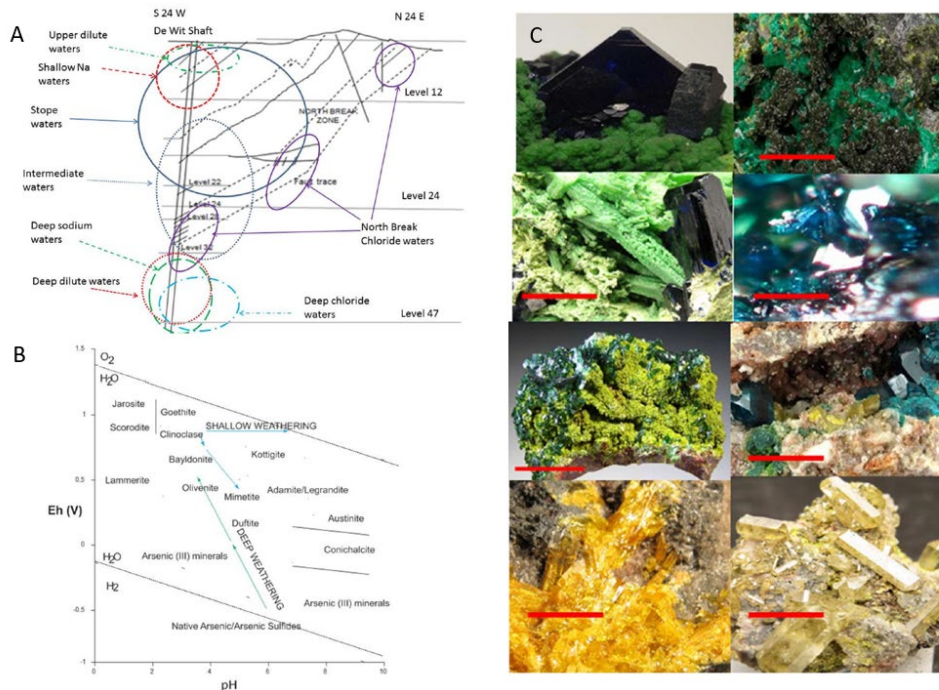 A
S 24 W
De Wit Shaft
N 24 E
Upper dilute
waters
Shallow Na
waters
Stope
waters
Intermediate
waters
Deep sodium
waters
Deep dilute waters
Level 12
NORTH BREAK
ZONE
Level 22
Level 24
Fault trace
Level 24
Level 32
North Break
Chloride waters
Deep chloride
waters
Level 47
B
O2
H2O
Jarosite
Goethite
Scorodite
Clinoclase
SHALLOW WEATHERING
Bayldonite
Kottigite
Lammerite
Olivenite
Mimetite
Adamite/Legrandite
Duftite
Austinite
Conichalcite
DEEP WEATHERING
Arsenic (III) minerals
Arsenic (III) minerals
Native Arsenic/Arsenic Sulfides
H2O
H2
Eh (V)
1
0.5
0
-0.5
-1
0
2
4
6
8
10
pH
C